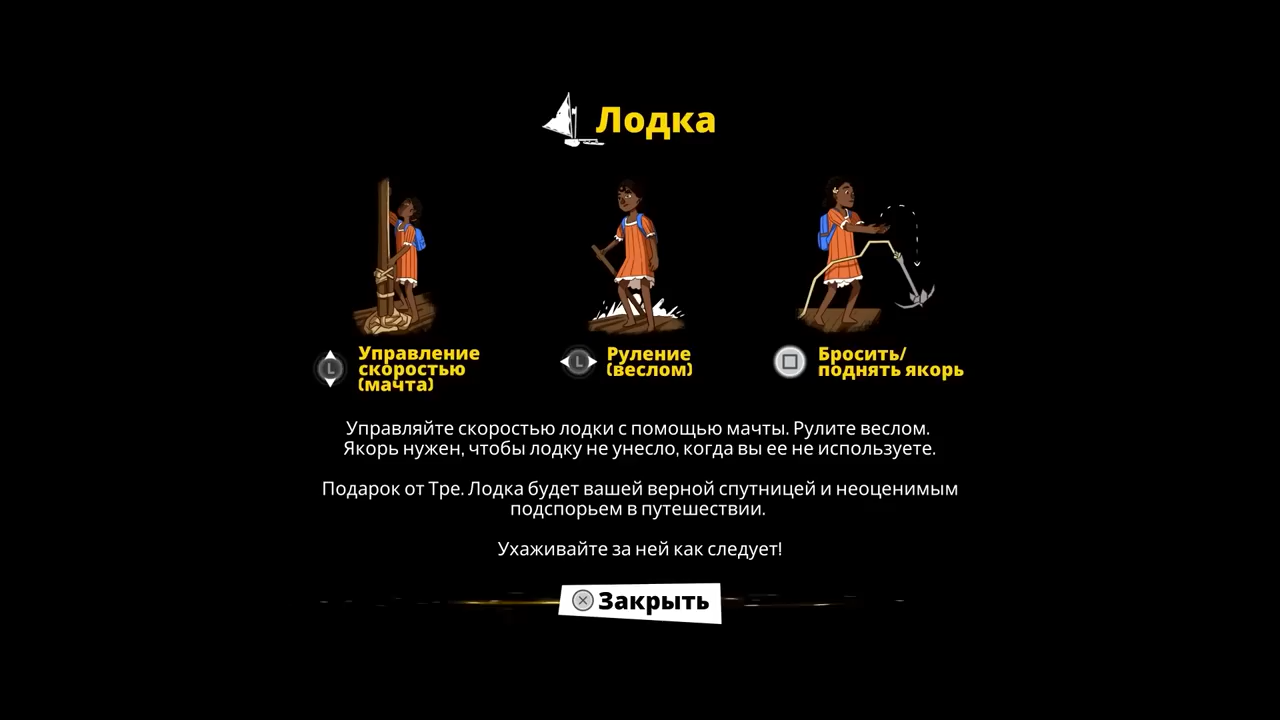 Лодка
Управление
скоростью
(мачта)
Руление
(веслом)
Бросить/
поднять якорь
L
L
Управляйте скоростью лодки с помощью мачты. Рулите веслом.
Якорь нужен, чтобы лодку не унесло, когда вы ее не используете.
Подарок от Тре. Лодка будет вашей верной спутницей и неоценимым
подспорьем в путешествии.
Ухаживайте за ней как следует!
Закрыть